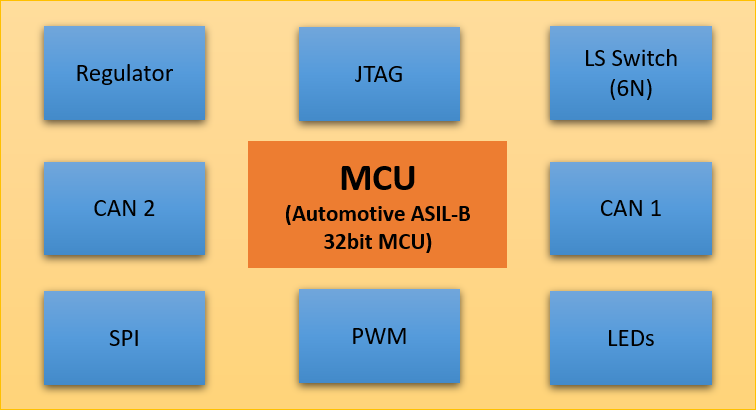 Regulator
JTAG
LS Switch
(6N)
MCU
(Automotive ASIL-B
32bit MCU)
CAN 2
CAN 1
SPI
PWM
LEDs